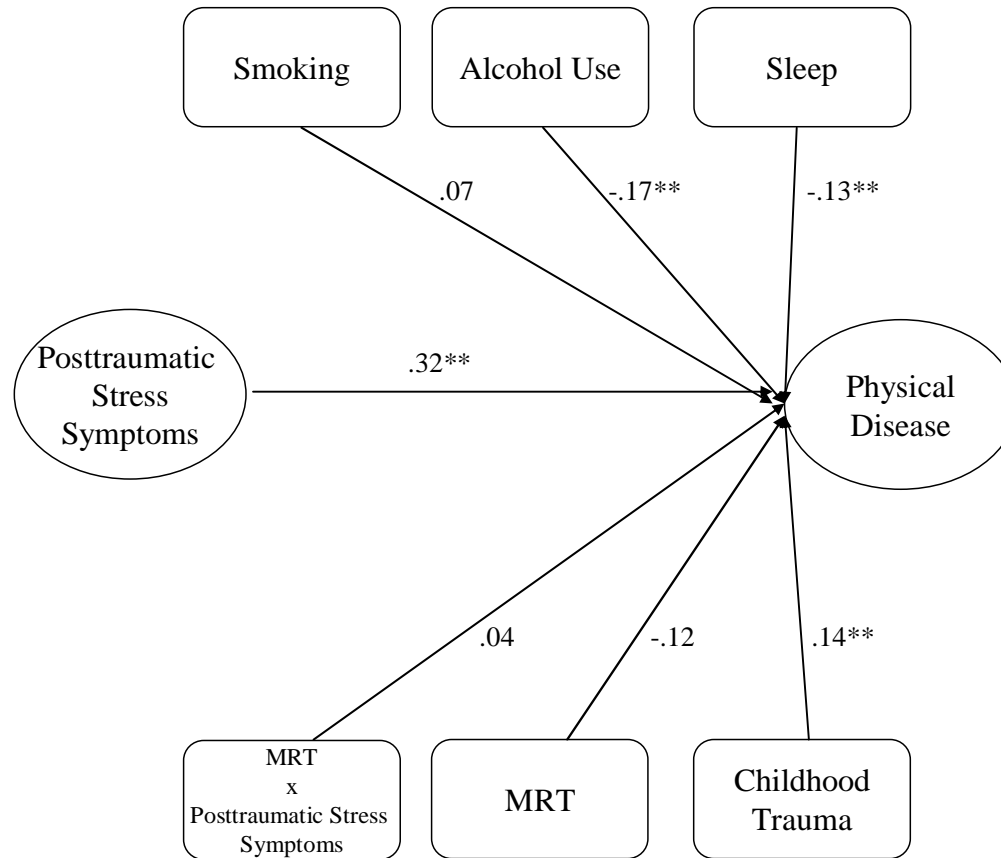 Smoking
Alcohol Use
Sleep
.07
-.17**
-.13**
Posttraumatic
Stress
Symptoms
.32**
Physical
Disease
.04
-.12
.14**
MRT
x
Posttraumatic Stress
Symptoms
MRT
Childhood
Trauma